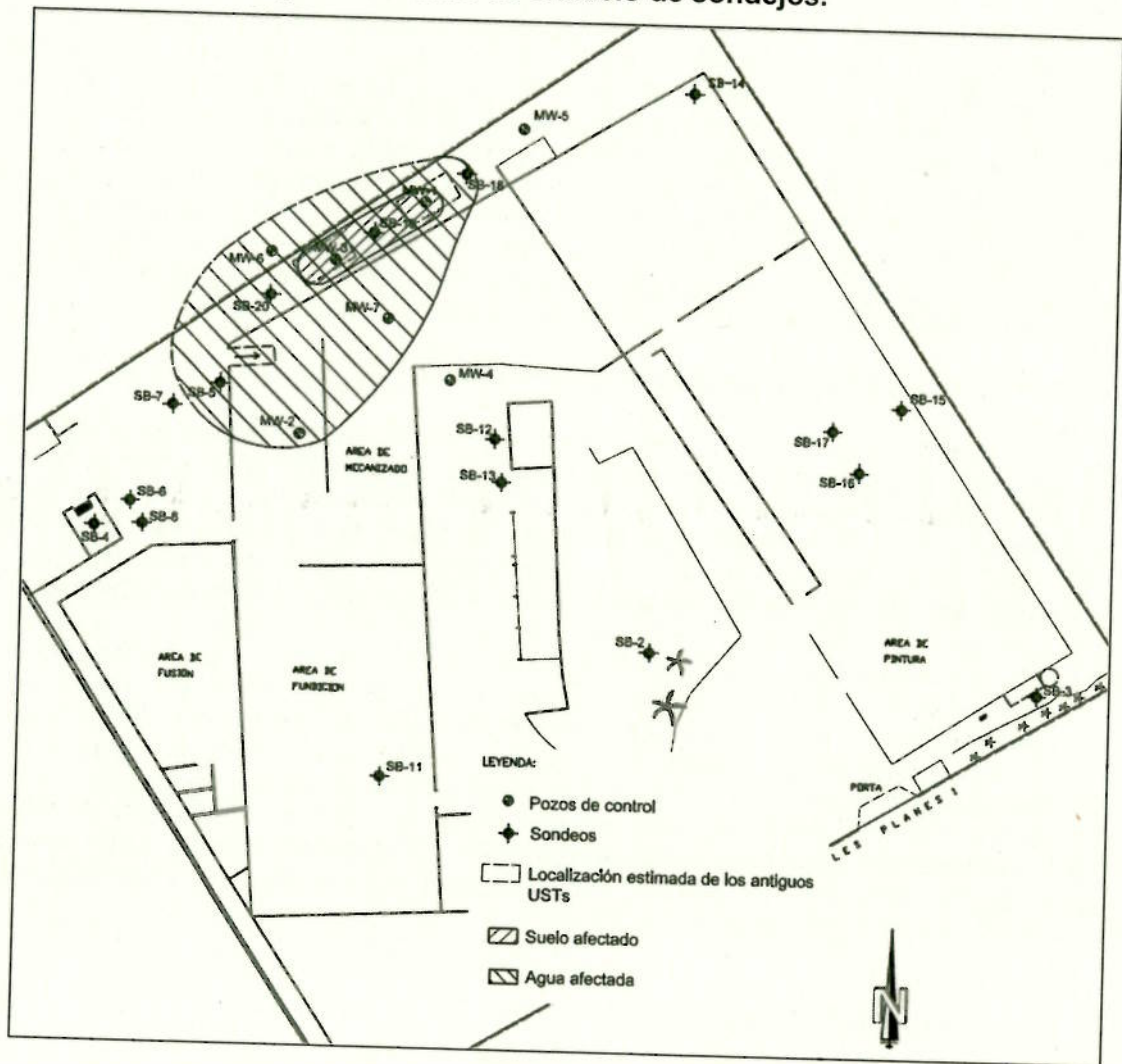 de sondejos.
SB-14
MW-5
SB-18
MW-6
SB-20
MW-7
SB-7
SB-5
MW-2
MW-4
SB-12
SB-13
SB-15
SB-17
SB-16
AREA DE
MECANIZADO
SB-6
SB-8
SB-4
AREA DE
FUSION
AREA DE
FUNDICION
SB-2
AREA DE
PINTURA
SB-3
SB-11
PORTA
LES PLANES 1
LEYENDA:
Pozos de control
Sondeos
Localización estimada de los antiguos
USTs
Suelo afectado
Agua afectada
N